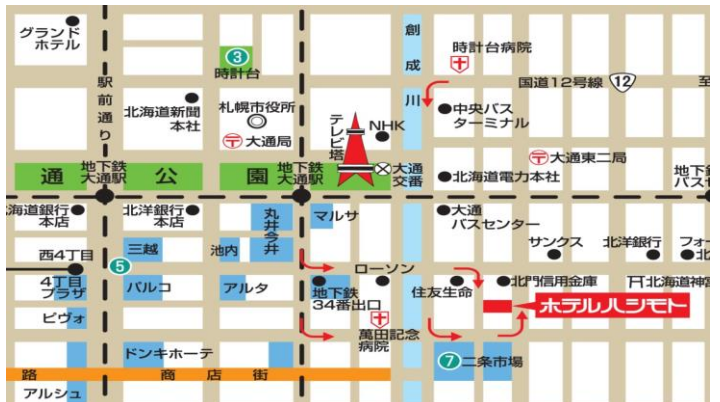 グランド
ホテル
駅前通り
3
時計台
創成川
時計台病院
国道12号線
12
至
北海道新聞
本社
札幌市役所
大通局
テレビ塔
NHK
中央バス
ターミナル
大通東二局
通公園
地下鉄
大通駅
地下鉄
大通駅
大通
交番
北海道電力本社
地下鉄
バスセ
海道銀行
本店
北洋銀行
本店
丸井今井
マルサ
大通
バスセンター
西4丁目
三越
池内
サンクス
北洋銀行
フォー
北
5
ローソン
4丁目
プラザ
パルコ
アルタ
地下鉄
34番出口
住友生命
北門信用金庫
北海道神宮
ホテルハシモト
ピヴォ
萬田記念
病院
ドンキホーテ
7
二条市場
路商店街
アルシュ